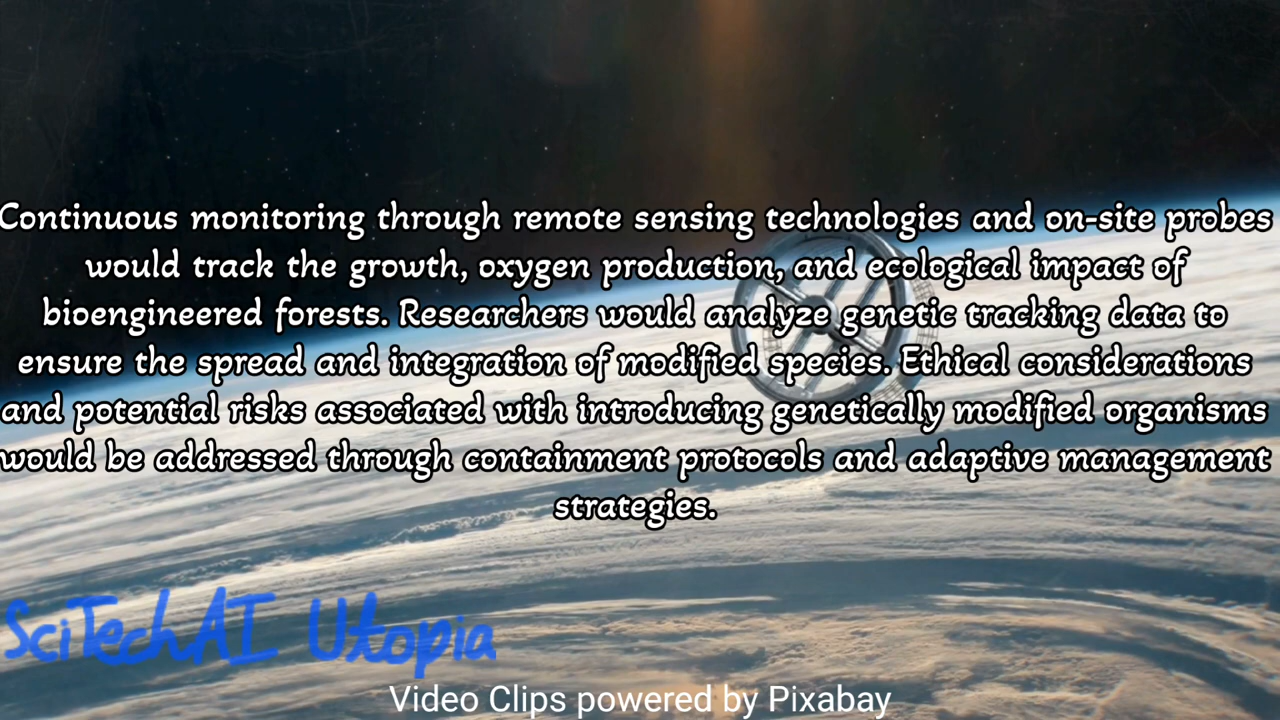 Continuous monitoring through remote sensing technologies and on-site probes
would track the growth, oxygen production, and ecological impact of
bioengineered forests. Researchers would analyze genetic tracking data to
ensure the spread and integration of modified species. Ethical considerations
and potential risks associated with introducing genetically modified organisms
would be addressed through containment protocols and adaptive management
strategies.
SciTechAI Utopia
Video Clips powered by Pixabay